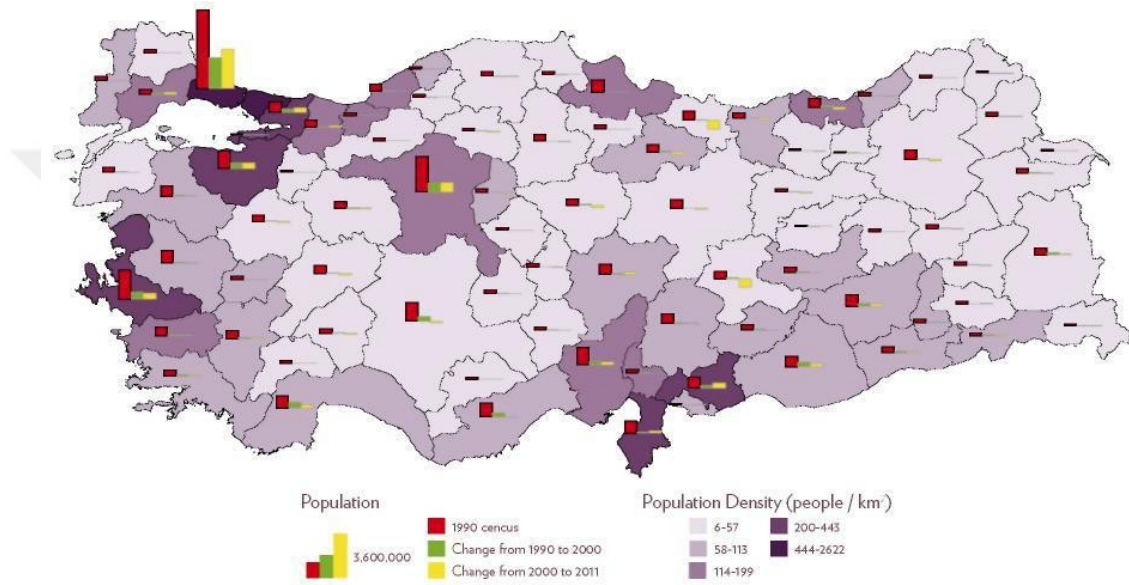 Population
3,600,000
1990 cencus
Change from 1990 to 2000
Change from 2000 to 2011
Population Density (people / km²)
6-57
58-113
114-199
200-443
444-2622